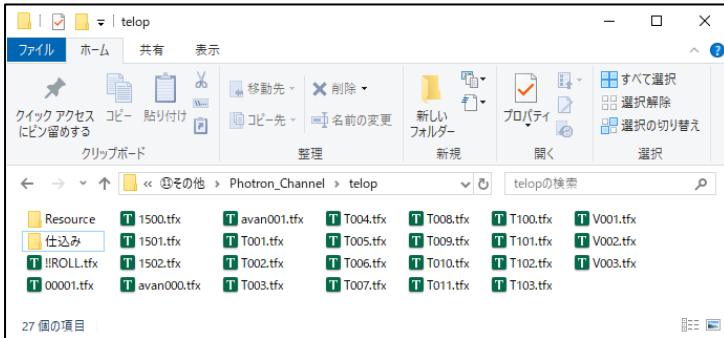 telop
ファイル ホーム 共有 表示
クイック アクセス
にピン留めする
コピー
貼り付け
クリップボード
移動先
コピー先
削除
名前の変更
整理
新しい
フォルダー
新規
プロパティ
開く
すべて選択
選択解除
選択の切り替え
選択
« ⑪その他 › Photron_Channel › telop
telopの検索
Resource 1500.tfx avan001.tfx T004.tfx T008.tfx T100.tfx V001.tfx
仕込み 1501.tfx T001.tfx T005.tfx T009.tfx T101.tfx V002.tfx
!!ROLL.tfx 1502.tfx T002.tfx T006.tfx T010.tfx T102.tfx V003.tfx
00001.tfx avan000.tfx T003.tfx T007.tfx T011.tfx T103.tfx
27 個の項目